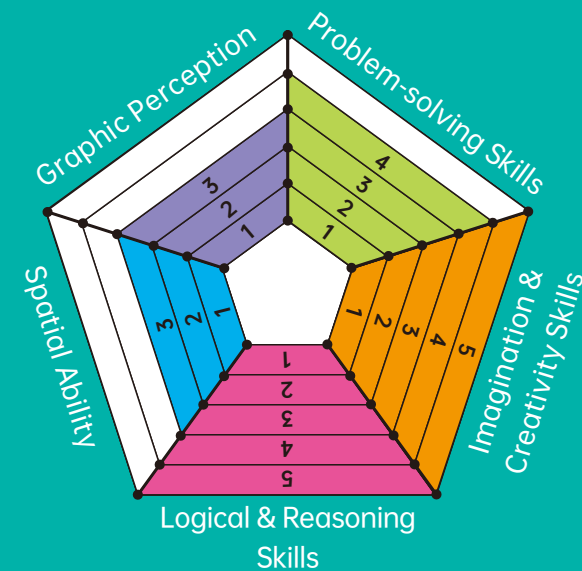 Graphic Perception
3
2
1
Problem-solving Skills
4
3
2
1
Imagination &
Creativity Skills
1
2
3
4
5
Logical & Reasoning
Skills
1
2
3
4
5
Spatial Ability
3
2
1